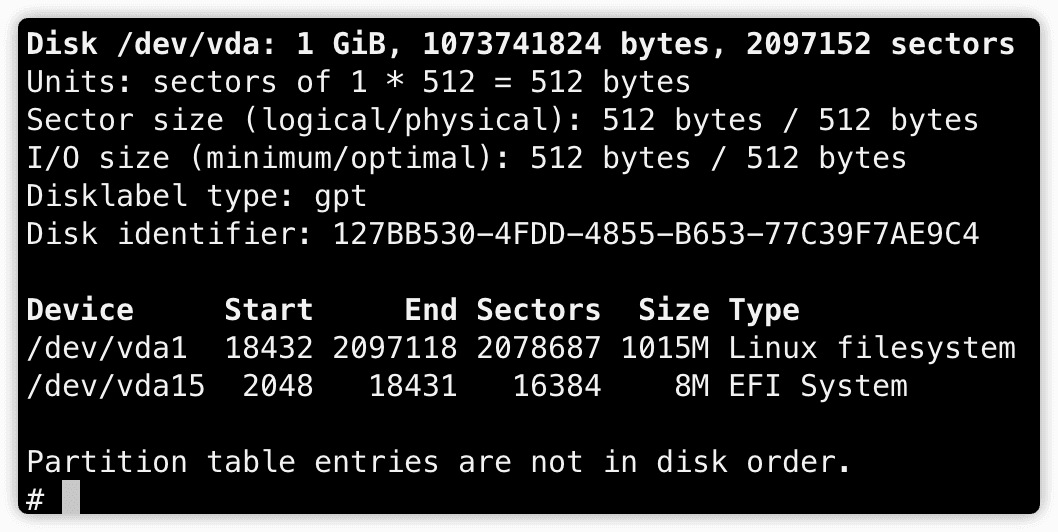 Disk /dev/vda: 1 GiB, 1073741824 bytes, 2097152 sectors
Units: sectors of 1 * 512 = 512 bytes
Sector size (logical/physical): 512 bytes / 512 bytes
I/O size (minimum/optimal): 512 bytes / 512 bytes
Disklabel type: gpt
Disk identifier: 127BB530-4FDD-4855-B653-77C39F7AE9C4

Device     Start     End Sectors  Size Type
/dev/vda1  18432 2097118 2078687 1015M Linux filesystem
/dev/vda15  2048   18431   16384    8M EFI System

Partition table entries are not in disk order.
#